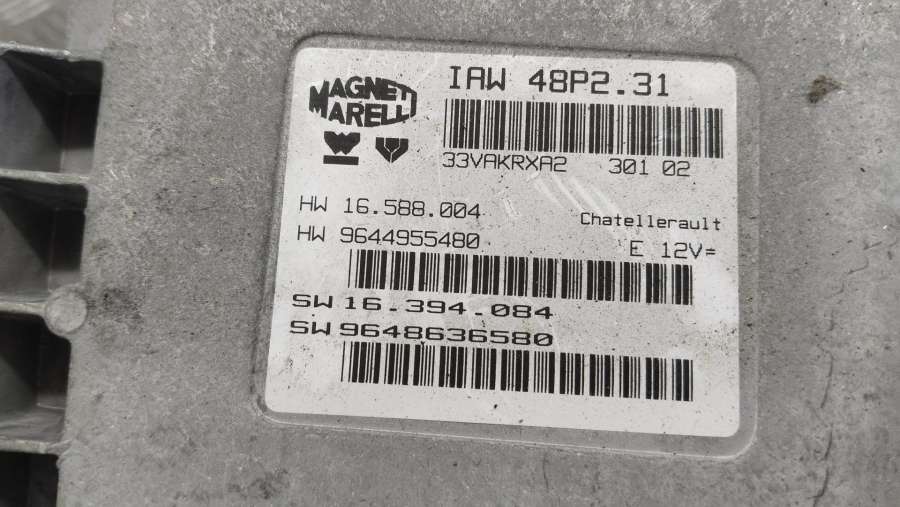 MAGNETI
MARELLI
IAW 48P2.31
33VAKRXA2 301 02
HW 16.588.004
Chatellerault
HW 9644955480
E 12V=
SW 16.394.084
SW 9648636580